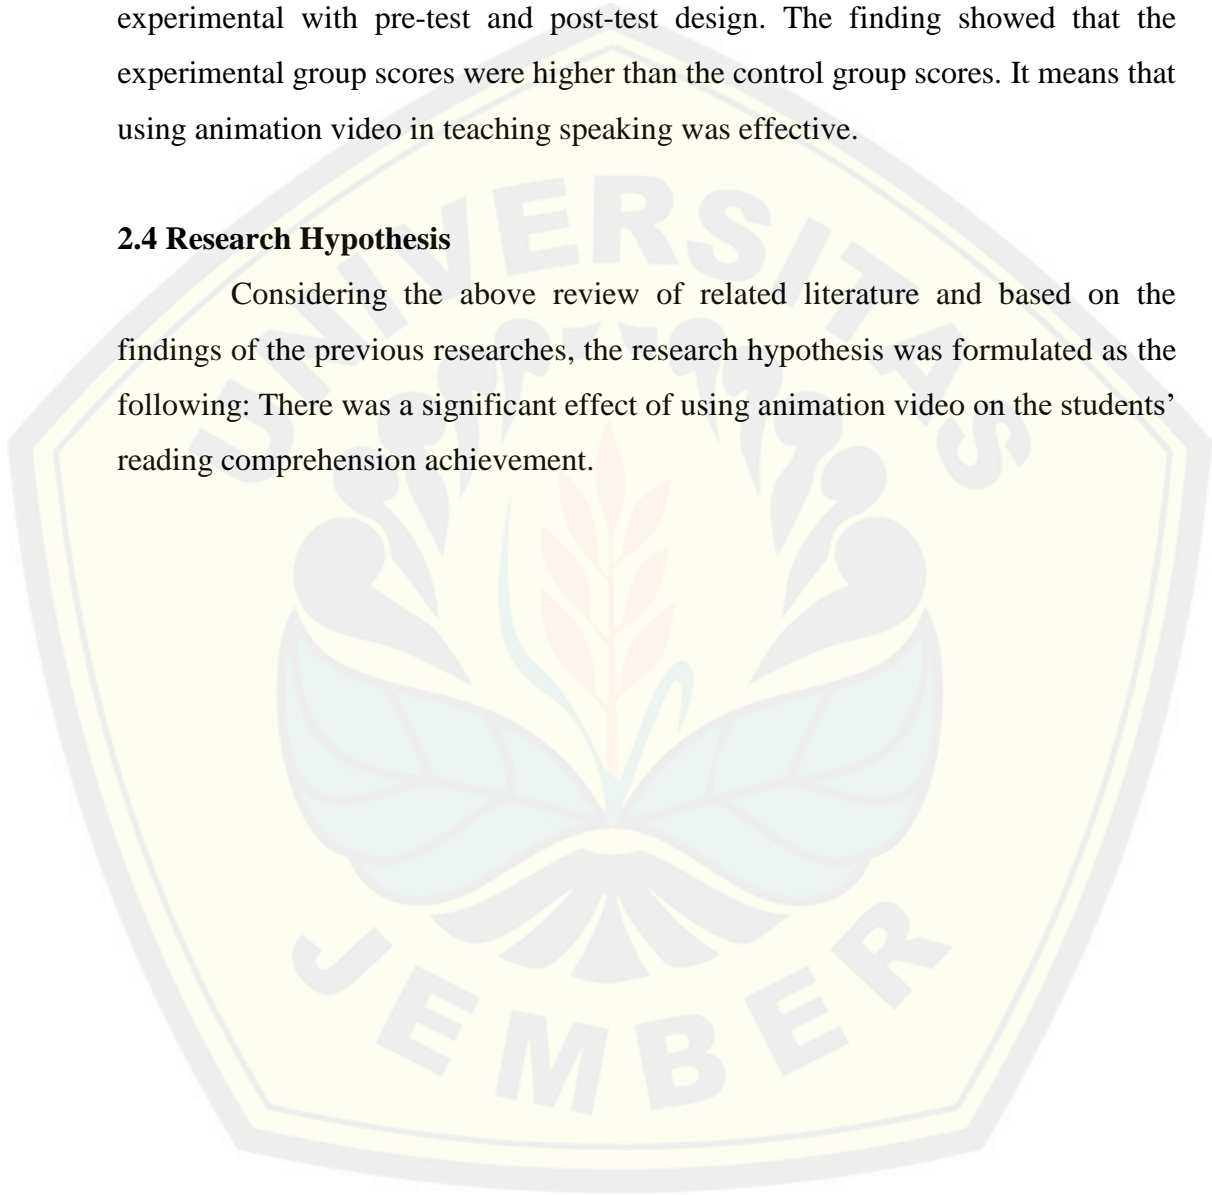 experimental with pre-test and post-test design. The finding showed that the
experimental group scores were higher than the control group scores. It means that
using animation video in teaching speaking was effective.
2.4 Research Hypothesis
Considering the above review of related literature and based on the
findings of the previous researches, the research hypothesis was formulated as the
following: There was a significant effect of using animation video on the students’
reading comprehension achievement.
UNIVERSITAS
JEMBER